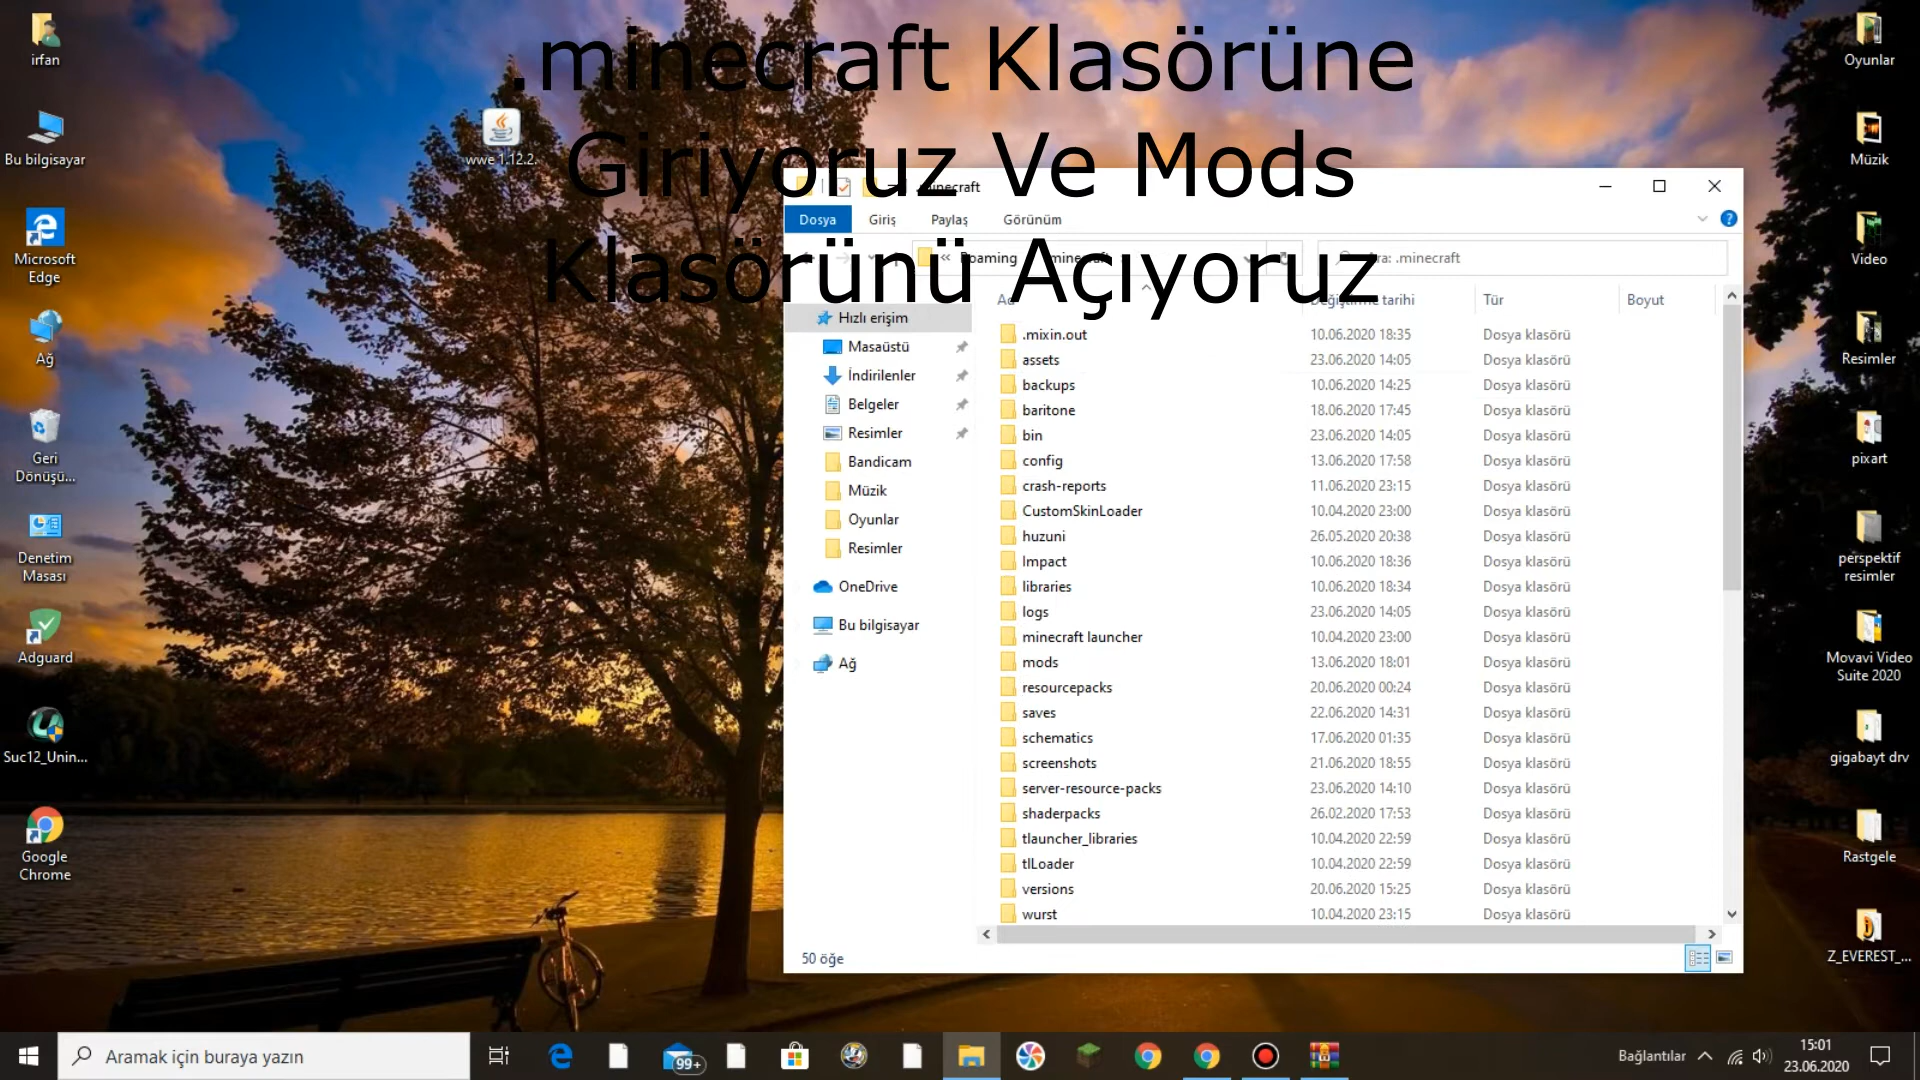 .minecraft Klasörüne
Giriyoruz Ve Mods
Klasörünü Açıyoruz
irfan
Bu bilgisayar
Microsoft
Edge
Ağ
Geri
Dönüşü...
Denetim
Masası
Adguard
Suc12_Unin...
Google
Chrome
wwe 1.12.2.
.minecraft
Dosya Giriş Paylaş Görünüm
« Roaming .minecraft
Ara: .minecraft
Ad Değiştirme tarihi Tür Boyut
Hızlı erişim
Masaüstü
İndirilenler
Belgeler
Resimler
Bandicam
Müzik
Oyunlar
Resimler
OneDrive
Bu bilgisayar
Ağ
.mixin.out 10.06.2020 18:35 Dosya klasörü
assets 23.06.2020 14:05 Dosya klasörü
backups 10.06.2020 14:25 Dosya klasörü
baritone 18.06.2020 17:45 Dosya klasörü
bin 23.06.2020 14:05 Dosya klasörü
config 13.06.2020 17:58 Dosya klasörü
crash-reports 11.06.2020 23:15 Dosya klasörü
CustomSkinLoader 10.04.2020 23:00 Dosya klasörü
huzuni 26.05.2020 20:38 Dosya klasörü
Impact 10.06.2020 18:36 Dosya klasörü
libraries 10.06.2020 18:34 Dosya klasörü
logs 23.06.2020 14:05 Dosya klasörü
minecraft launcher 10.04.2020 23:00 Dosya klasörü
mods 13.06.2020 18:01 Dosya klasörü
resourcepacks 20.06.2020 00:24 Dosya klasörü
saves 22.06.2020 14:31 Dosya klasörü
schematics 17.06.2020 01:35 Dosya klasörü
screenshots 21.06.2020 18:55 Dosya klasörü
server-resource-packs 23.06.2020 14:10 Dosya klasörü
shaderpacks 26.02.2020 17:53 Dosya klasörü
tlauncher_libraries 10.04.2020 22:59 Dosya klasörü
tlLoader 10.04.2020 22:59 Dosya klasörü
versions 20.06.2020 15:25 Dosya klasörü
wurst 10.04.2020 23:15 Dosya klasörü
50 öğe
Oyunlar
Müzik
Video
Resimler
pixart
perspektif
resimler
Movavi Video
Suite 2020
gigabayt drv
Rastgele
Z_EVEREST_...
Aramak için buraya yazın
99+
Bağlantılar
15:01
23.06.2020